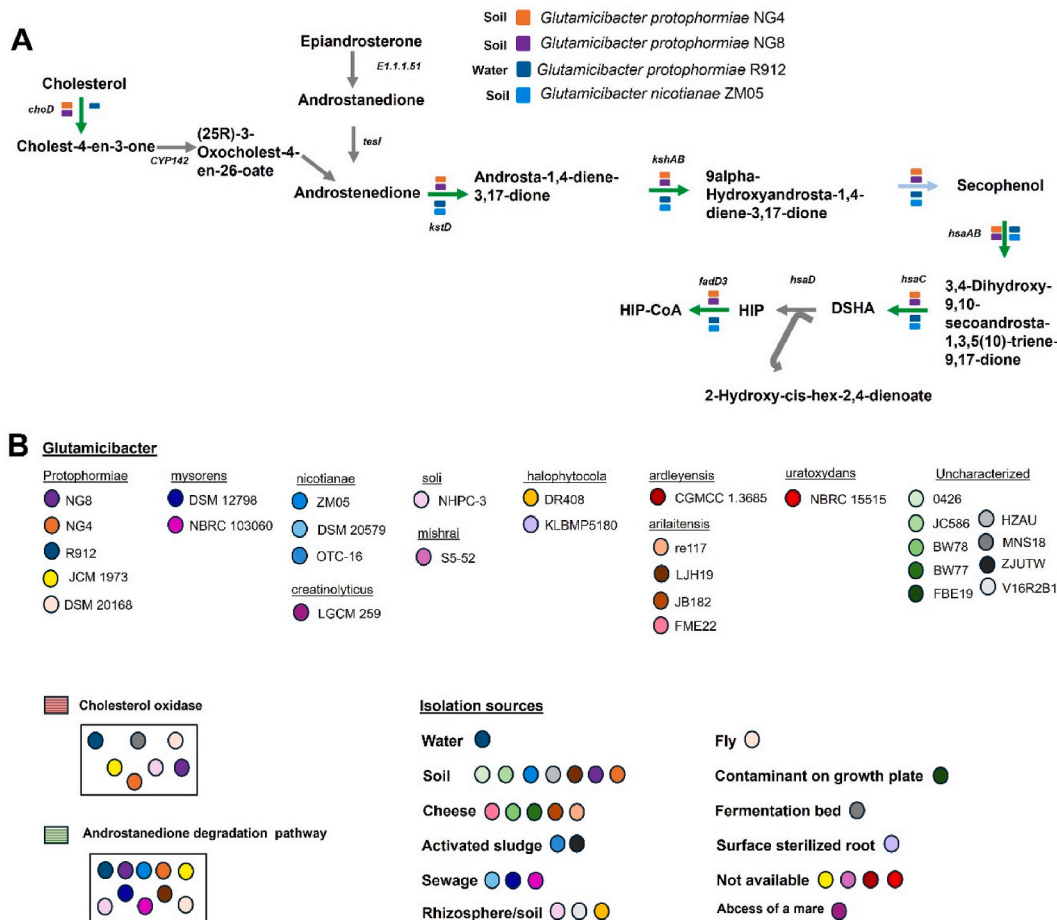 A
Soil Glutamicibacter protophormiae NG4
Soil Glutamicibacter protophormiae NG8
Water Glutamicibacter protophormiae R912
Soil Glutamicibacter nicotianae ZM05
Epiandrosterone
E1.1.1.51
Androstanedione
tesI
Cholesterol
choD
Cholest-4-en-3-one
CYP142
(25R)-3-
Oxocholest-4-
en-26-oate
Androstenedione
kstD
Androsta-1,4-diene-
3,17-dione
kshAB
9alpha-
Hydroxyandrosta-1,4-
diene-3,17-dione
Secophenol
hsaAB
3,4-Dihydroxy-
9,10-
secoandrosta-
1,3,5(10)-triene-
9,17-dione
hsaC
DSHA
hsaD
HIP
fadD3
HIP-CoA
2-Hydroxy-cis-hex-2,4-dienoate
B
Glutamicibacter
Protophormiae
NG8
NG4
R912
JCM 1973
DSM 20168
mysorens
DSM 12798
NBRC 103060
nicotianae
ZM05
DSM 20579
OTC-16
creatinolyticus
LGCM 259
soli
NHPC-3
mishrai
S5-52
halophytocola
DR408
KLBMP5180
ardleyensis
CGMCC 1.3685
arilaitensis
re117
LJH19
JB182
FME22
uratoxydans
NBRC 15515
Uncharacterized
0426
JC586
BW78
BW77
FBE19
HZAU
MNS18
ZJUTW
V16R2B1
Cholesterol oxidase
Androstanedione degradation pathway
Isolation sources
Water
Soil
Cheese
Activated sludge
Sewage
Rhizosphere/soil
Fly
Contaminant on growth plate
Fermentation bed
Surface sterilized root
Not available
Abcess of a mare